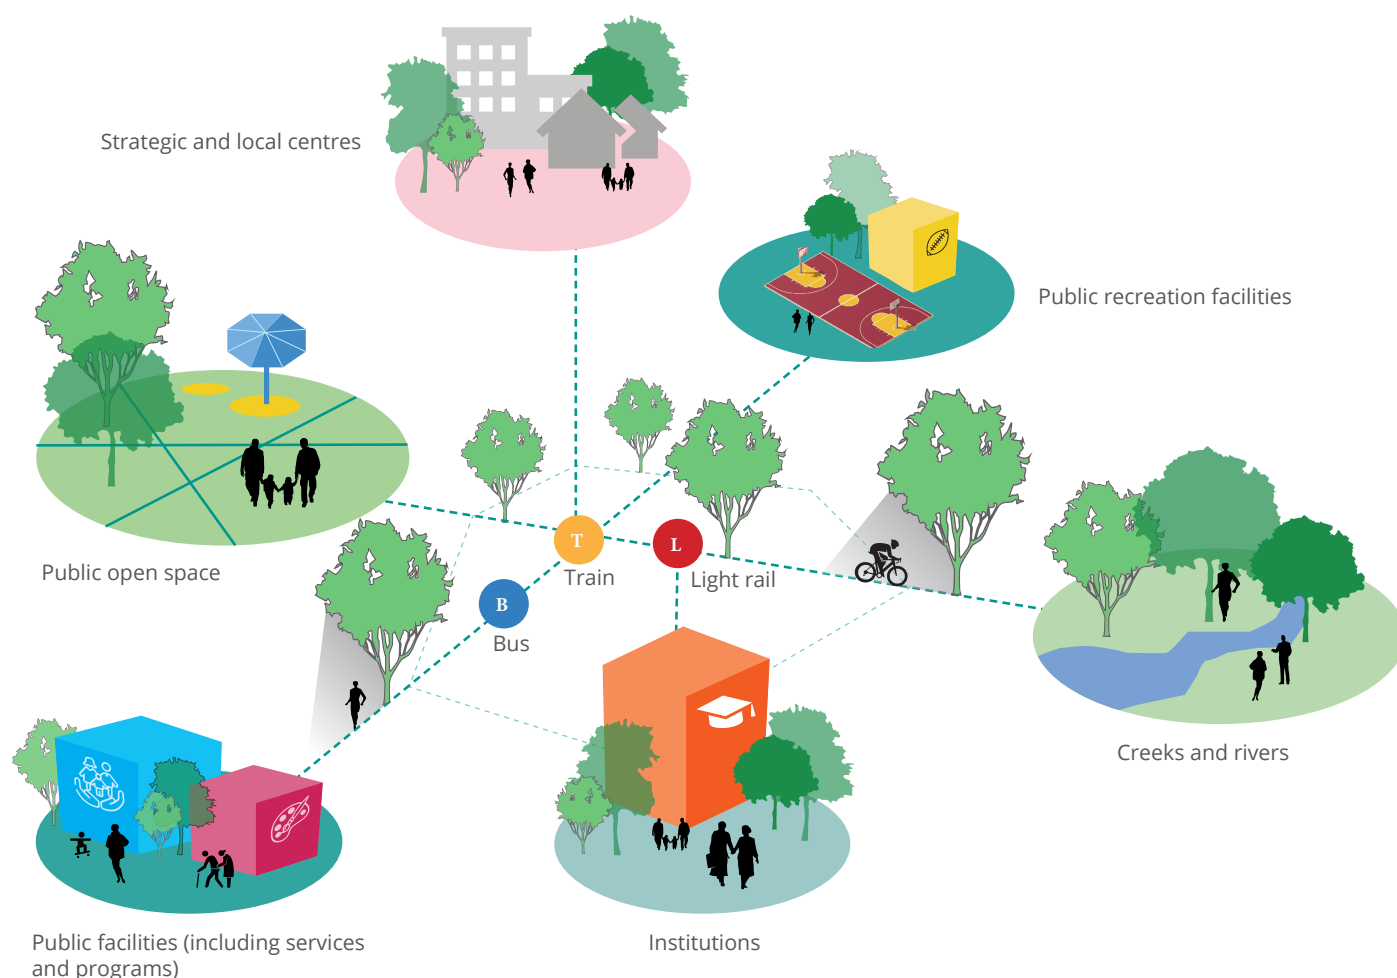 Strategic and local centres
Public recreation facilities
Public open space
T
Train
L
Light rail
B
Bus
Creeks and rivers
Public facilities (including services
and programs)
Institutions